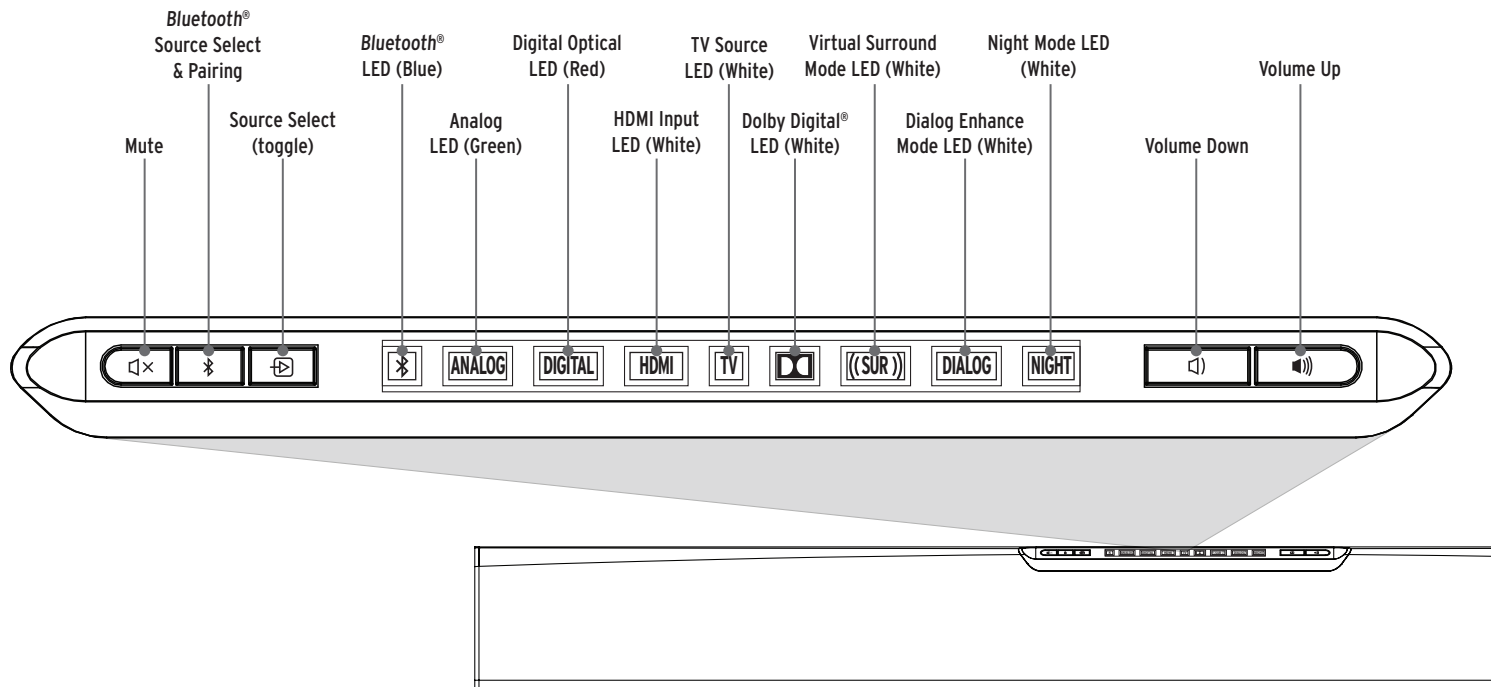 Bluetooth®
Source Select
& Pairing
Bluetooth®
LED (Blue)
Digital Optical
LED (Red)
TV Source
LED (White)
Virtual Surround
Mode LED (White)
Night Mode LED
(White)
Volume Up
Mute
Source Select
(toggle)
Analog
LED (Green)
HDMI Input
LED (White)
Dolby Digital®
LED (White)
Dialog Enhance
Mode LED (White)
Volume Down
ANALOG
DIGITAL
HDMI
TV
((SUR))
DIALOG
NIGHT